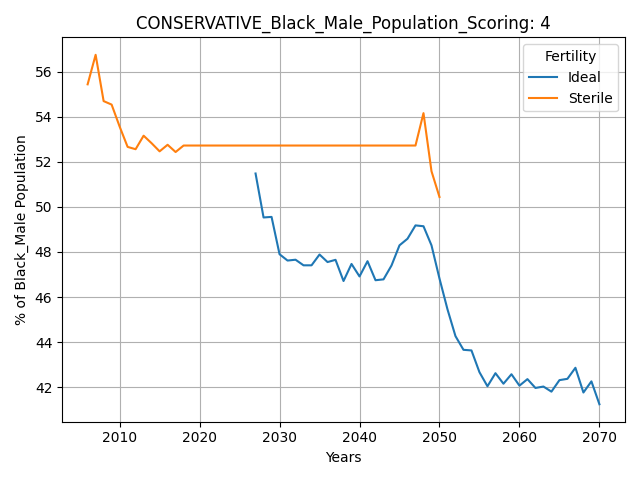 CONSERVATIVE_Black_Male_Population_Scoring: 4
Fertility
Ideal
Sterile
% of Black_Male Population
56
54
52
50
48
46
44
42
2010 2020 2030 2040 2050 2060 2070
Years